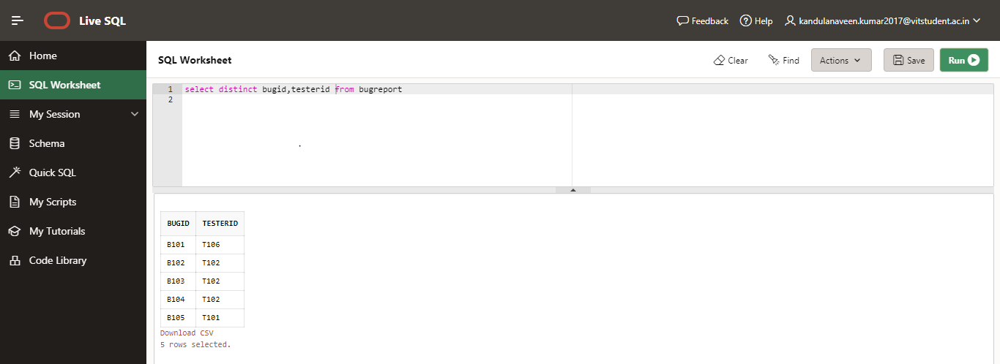 Live SQL
Feedback Help kandulanaveen.kumar2017@vitstudent.ac.in
Home
SQL Worksheet
My Session
Schema
Quick SQL
My Scripts
My Tutorials
Code Library
SQL Worksheet
Clear Find Actions Save Run
1 select distinct bugid,testerid from bugreport
2
BUGID TESTERID
B101 T106
B102 T102
B103 T102
B104 T102
B105 T101
Download CSV
5 rows selected.